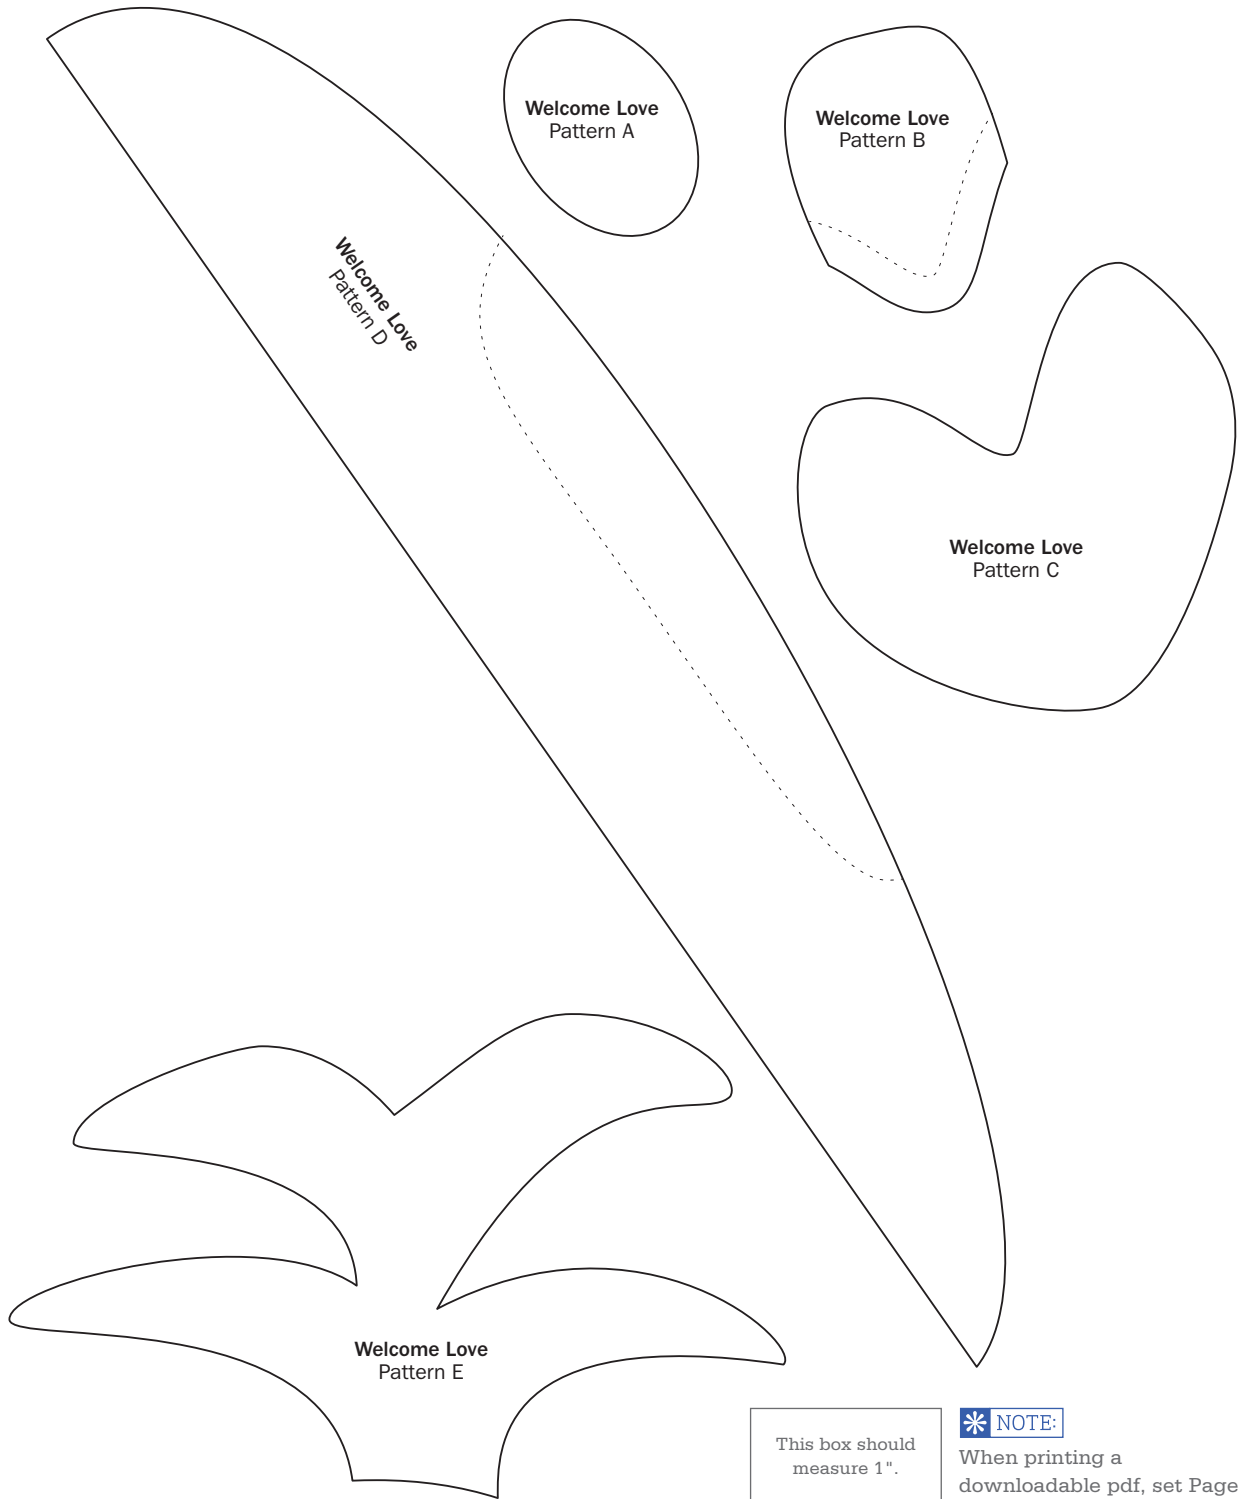 Welcome Love
Pattern A
Welcome Love
Pattern B
Welcome Love
Pattern D
Welcome Love
Pattern C
Welcome Love
Pattern E
This box should
measure 1".
NOTE:
When printing a
downloadable pdf, set Page